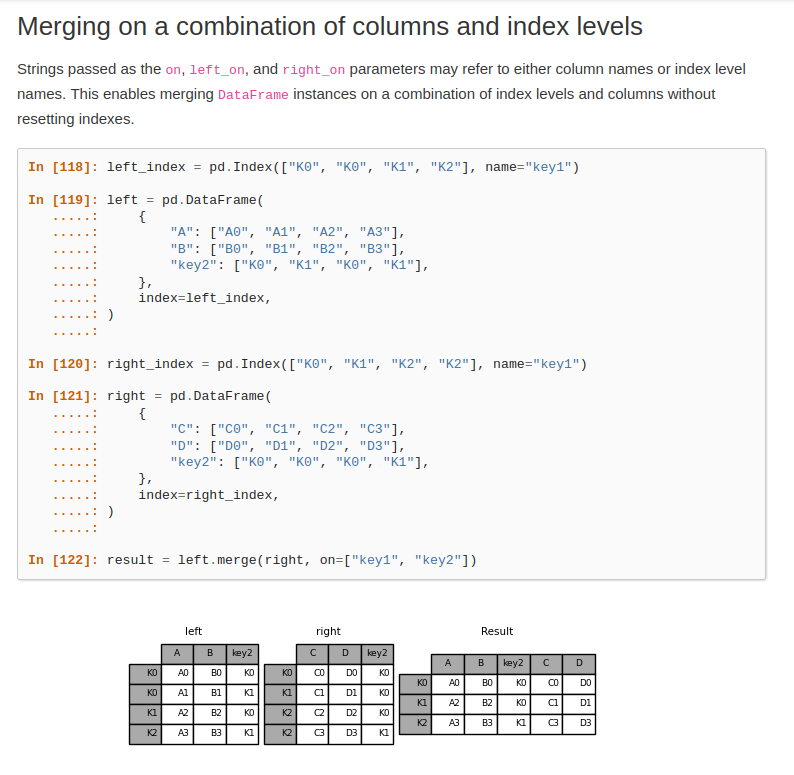 Merging on a combination of columns and index levels
Strings passed as the on, left_on, and right_on parameters may refer to either column names or index level
names. This enables merging DataFrame instances on a combination of index levels and columns without
resetting indexes.
In [118]: left_index = pd.Index(["K0", "K0", "K1", "K2"], name="key1")
In [119]: left = pd.DataFrame(
   .....:     {
   .....:         "A": ["A0", "A1", "A2", "A3"],
   .....:         "B": ["B0", "B1", "B2", "B3"],
   .....:         "key2": ["K0", "K1", "K0", "K1"],
   .....:     },
   .....:     index=left_index,
   .....: )
   .....:
In [120]: right_index = pd.Index(["K0", "K1", "K2", "K2"], name="key1")
In [121]: right = pd.DataFrame(
   .....:     {
   .....:         "C": ["C0", "C1", "C2", "C3"],
   .....:         "D": ["D0", "D1", "D2", "D3"],
   .....:         "key2": ["K0", "K0", "K0", "K1"],
   .....:     },
   .....:     index=right_index,
   .....: )
   .....:
In [122]: result = left.merge(right, on=["key1", "key2"])
left
A B key2
K0 A0 B0 K0
K0 A1 B1 K1
K1 A2 B2 K0
K2 A3 B3 K1
right
C D key2
K0 C0 D0 K0
K1 C1 D1 K0
K2 C2 D2 K0
K2 C3 D3 K1
Result
A B key2 C D
K0 A0 B0 K0 C0 D0
K1 A2 B2 K0 C1 D1
K2 A3 B3 K1 C3 D3